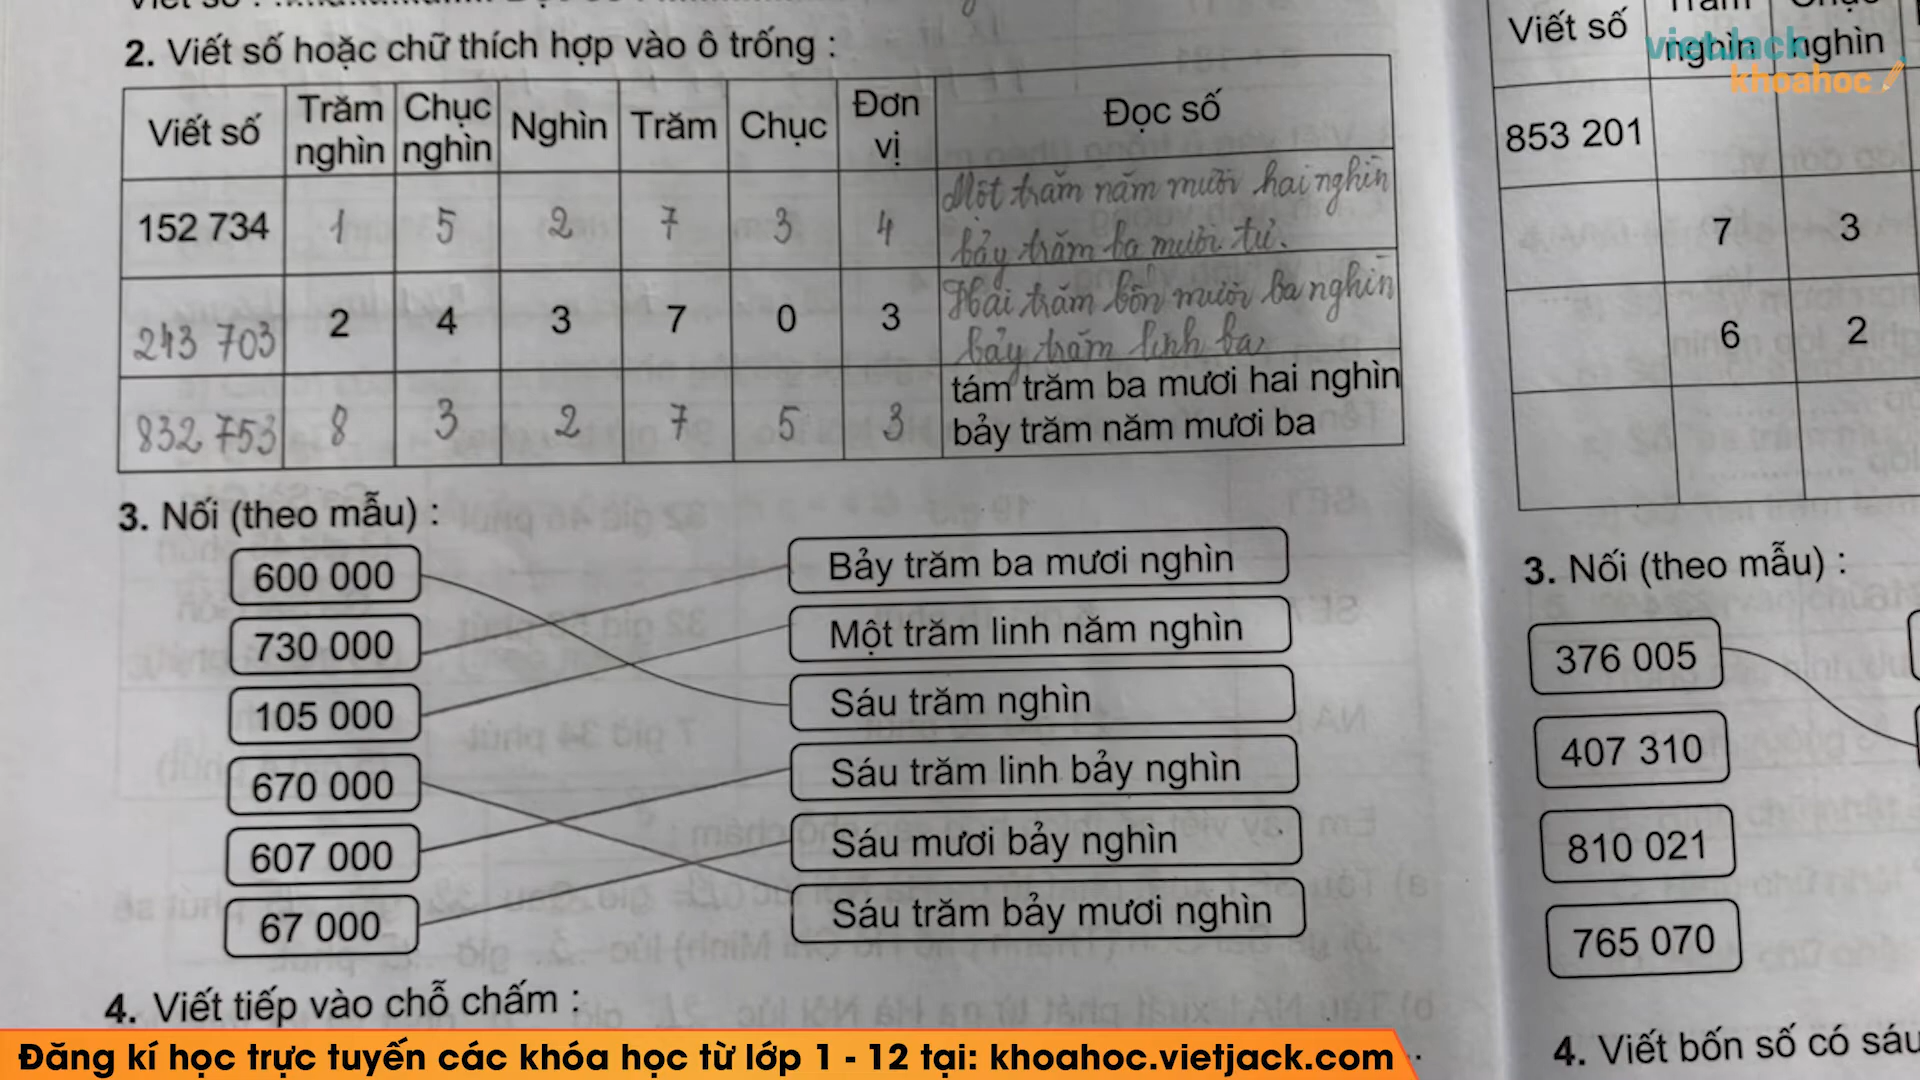 2. Viết số hoặc chữ thích hợp vào ô trống :
Viết số Trăm nghìn Chục nghìn Nghìn Trăm Chục Đơn vị Đọc số
152 734 1 5 2 7 3 4 Một trăm năm mươi hai nghìn
bảy trăm ba mươi tư.
243 703 2 4 3 7 0 3 Hai trăm bốn mươi ba nghìn
bảy trăm linh ba
832 753 8 3 2 7 5 3 tám trăm ba mươi hai nghìn
bảy trăm năm mươi ba
3. Nối (theo mẫu) :
600 000 Bảy trăm ba mươi nghìn
730 000 Một trăm linh năm nghìn
105 000 Sáu trăm nghìn
670 000 Sáu trăm linh bảy nghìn
607 000 Sáu mươi bảy nghìn
67 000 Sáu trăm bảy mươi nghìn
4. Viết tiếp vào chỗ chấm :
Viết số nghìn nghìn
853 201
7 3
6 2
3. Nối (theo mẫu) :
376 005
407 310
810 021
765 070
4. Viết bốn số có sáu
vietJack
khoahoc
Đăng kí học trực tuyến các khóa học từ lớp 1 - 12 tại: khoahoc.vietjack.com